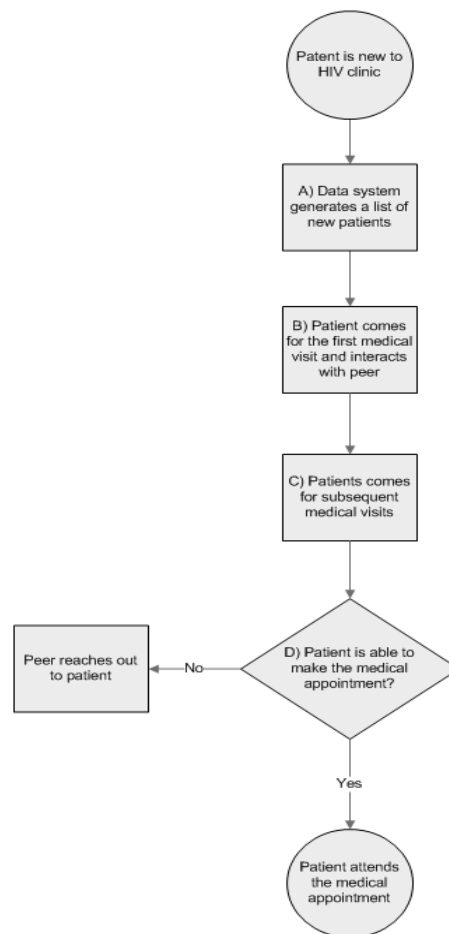 Patent is new to
HIV clinic
A) Data system
generates a list of
new patients
B) Patient comes
for the first medical
visit and interacts
with peer
C) Patients comes
for subsequent
medical visits
D) Patient is able to
make the medical
appointment?
No
Peer reaches out
to patient
Yes
Patient attends
the medical
appointment